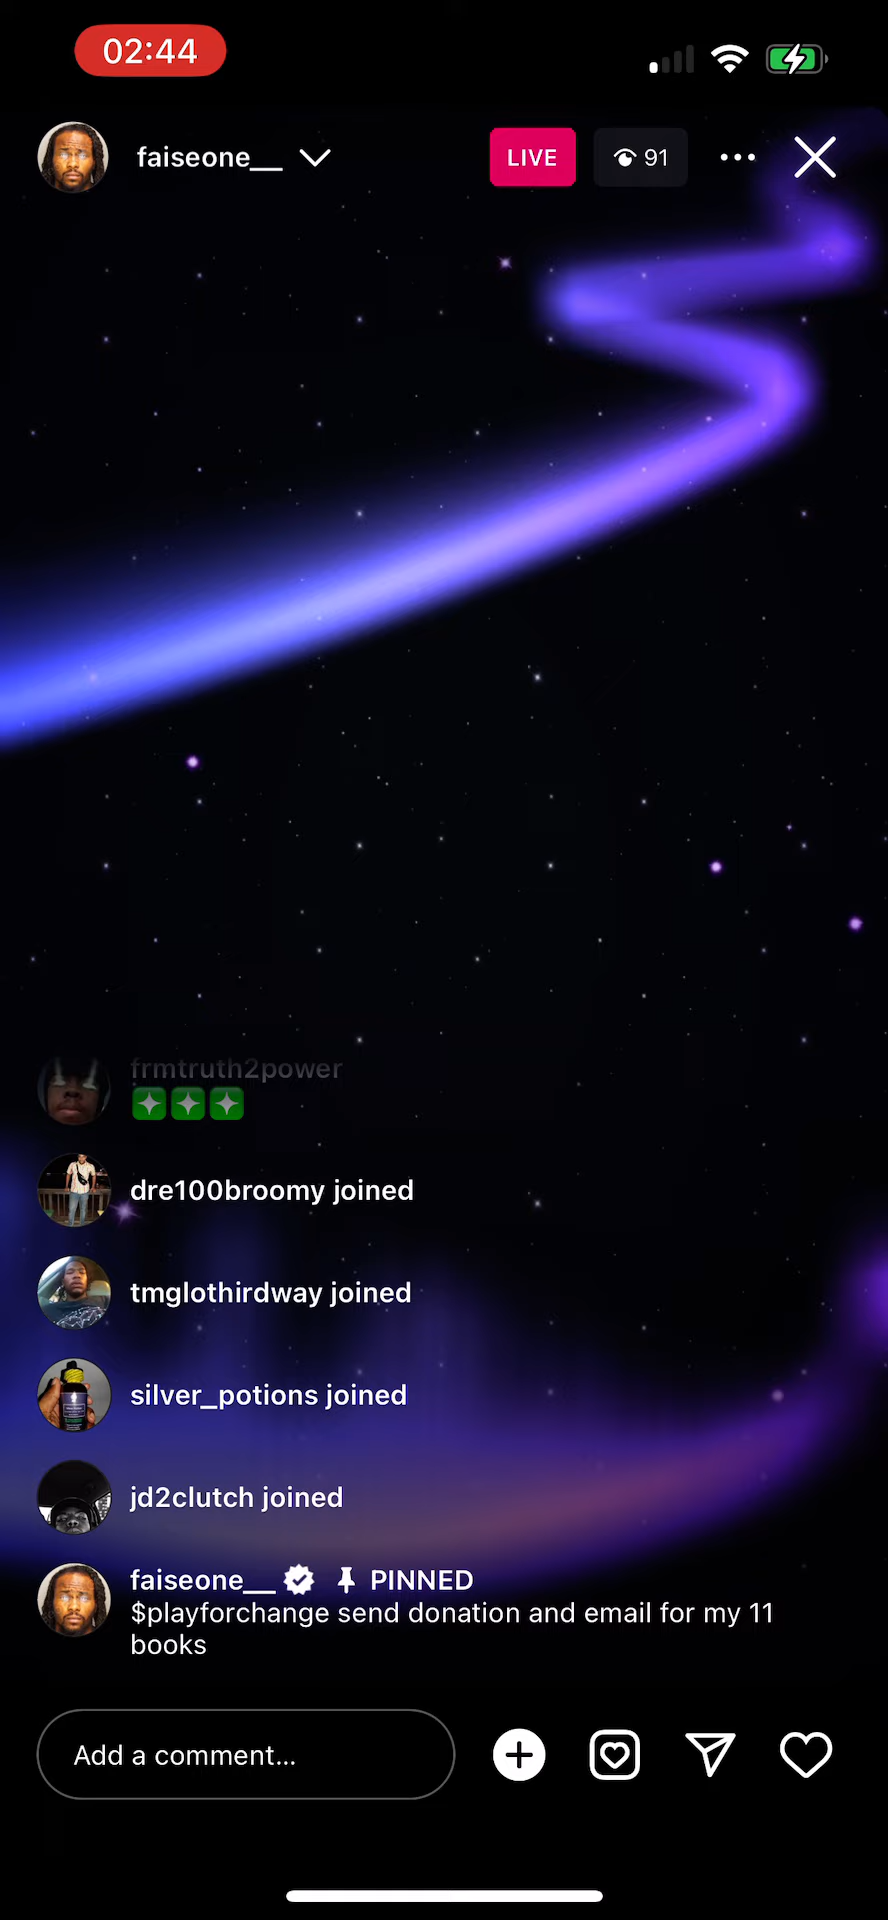 02:44
faiseone__
LIVE
91
frmtruth2power
dre100broomy joined
tmglothirdway joined
silver_potions joined
jd2clutch joined
faiseone__ PINNED
$playforchange send donation and email for my 11
books
Add a comment...